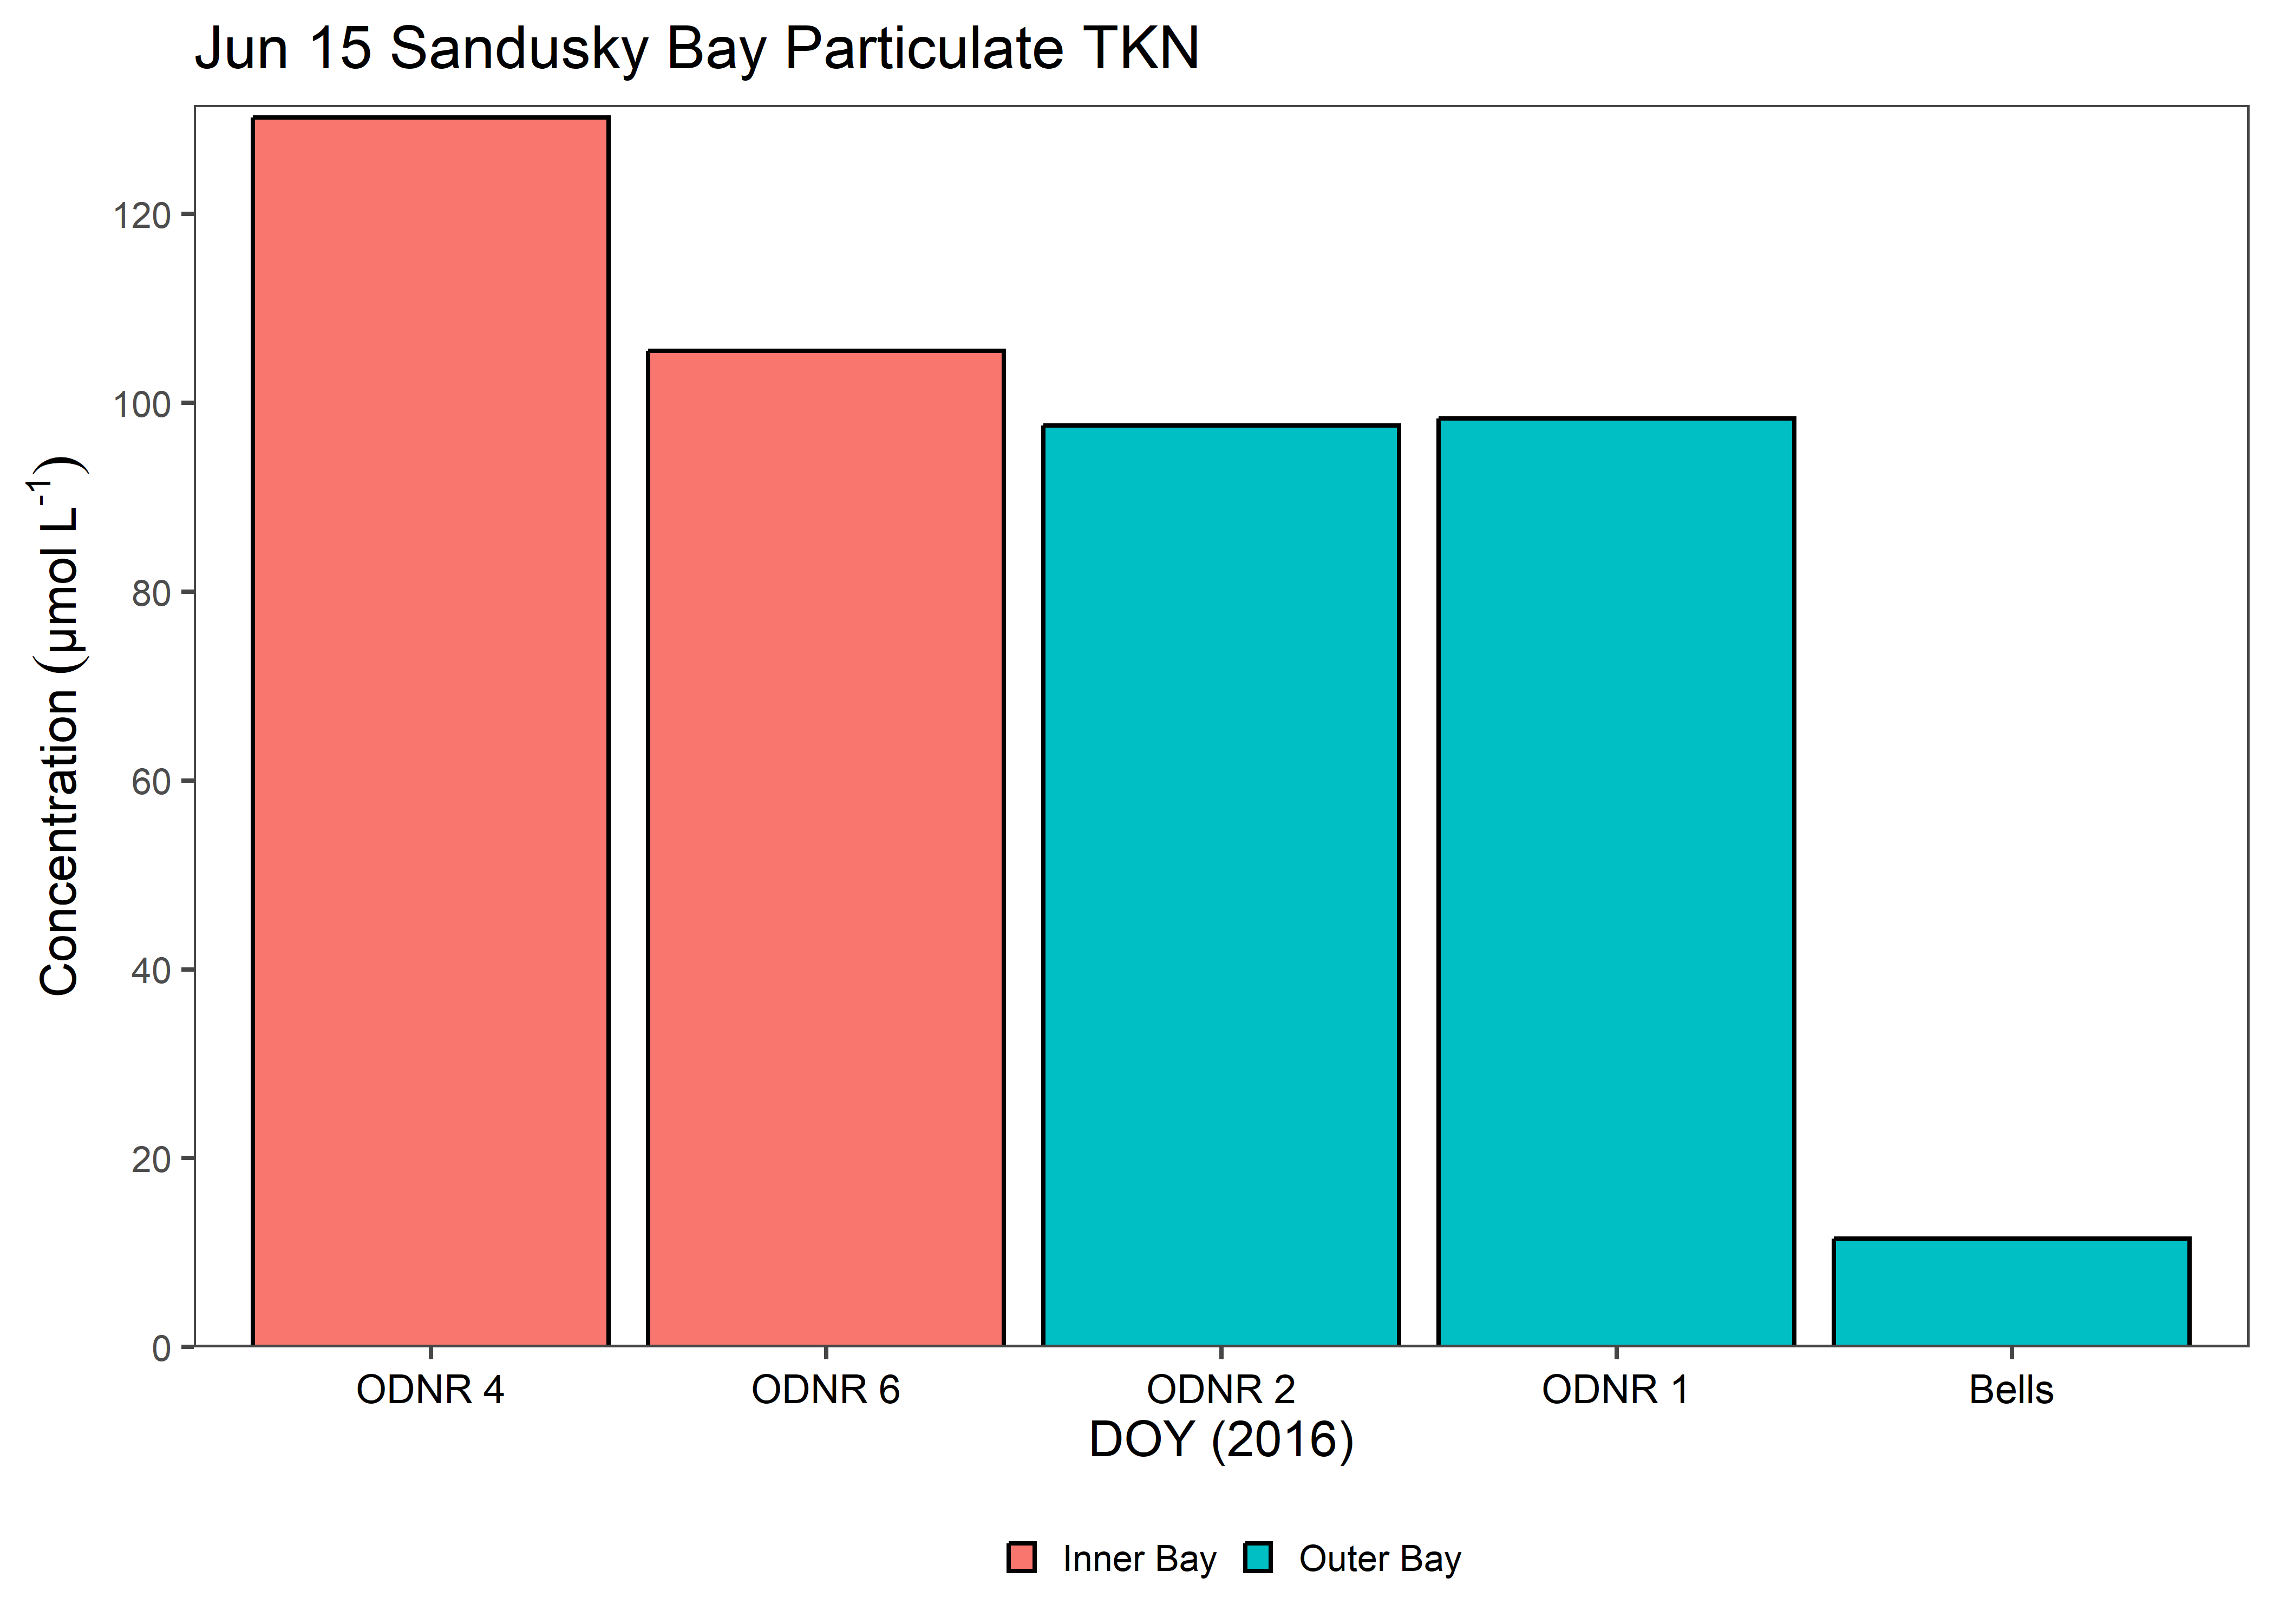 Jun 15 Sandusky Bay Particulate TKN
Concentration (µmol L⁻¹)
120
100
80
60
40
20
0
ODNR 4 ODNR 6 ODNR 2 ODNR 1 Bells
DOY (2016)
Inner Bay Outer Bay